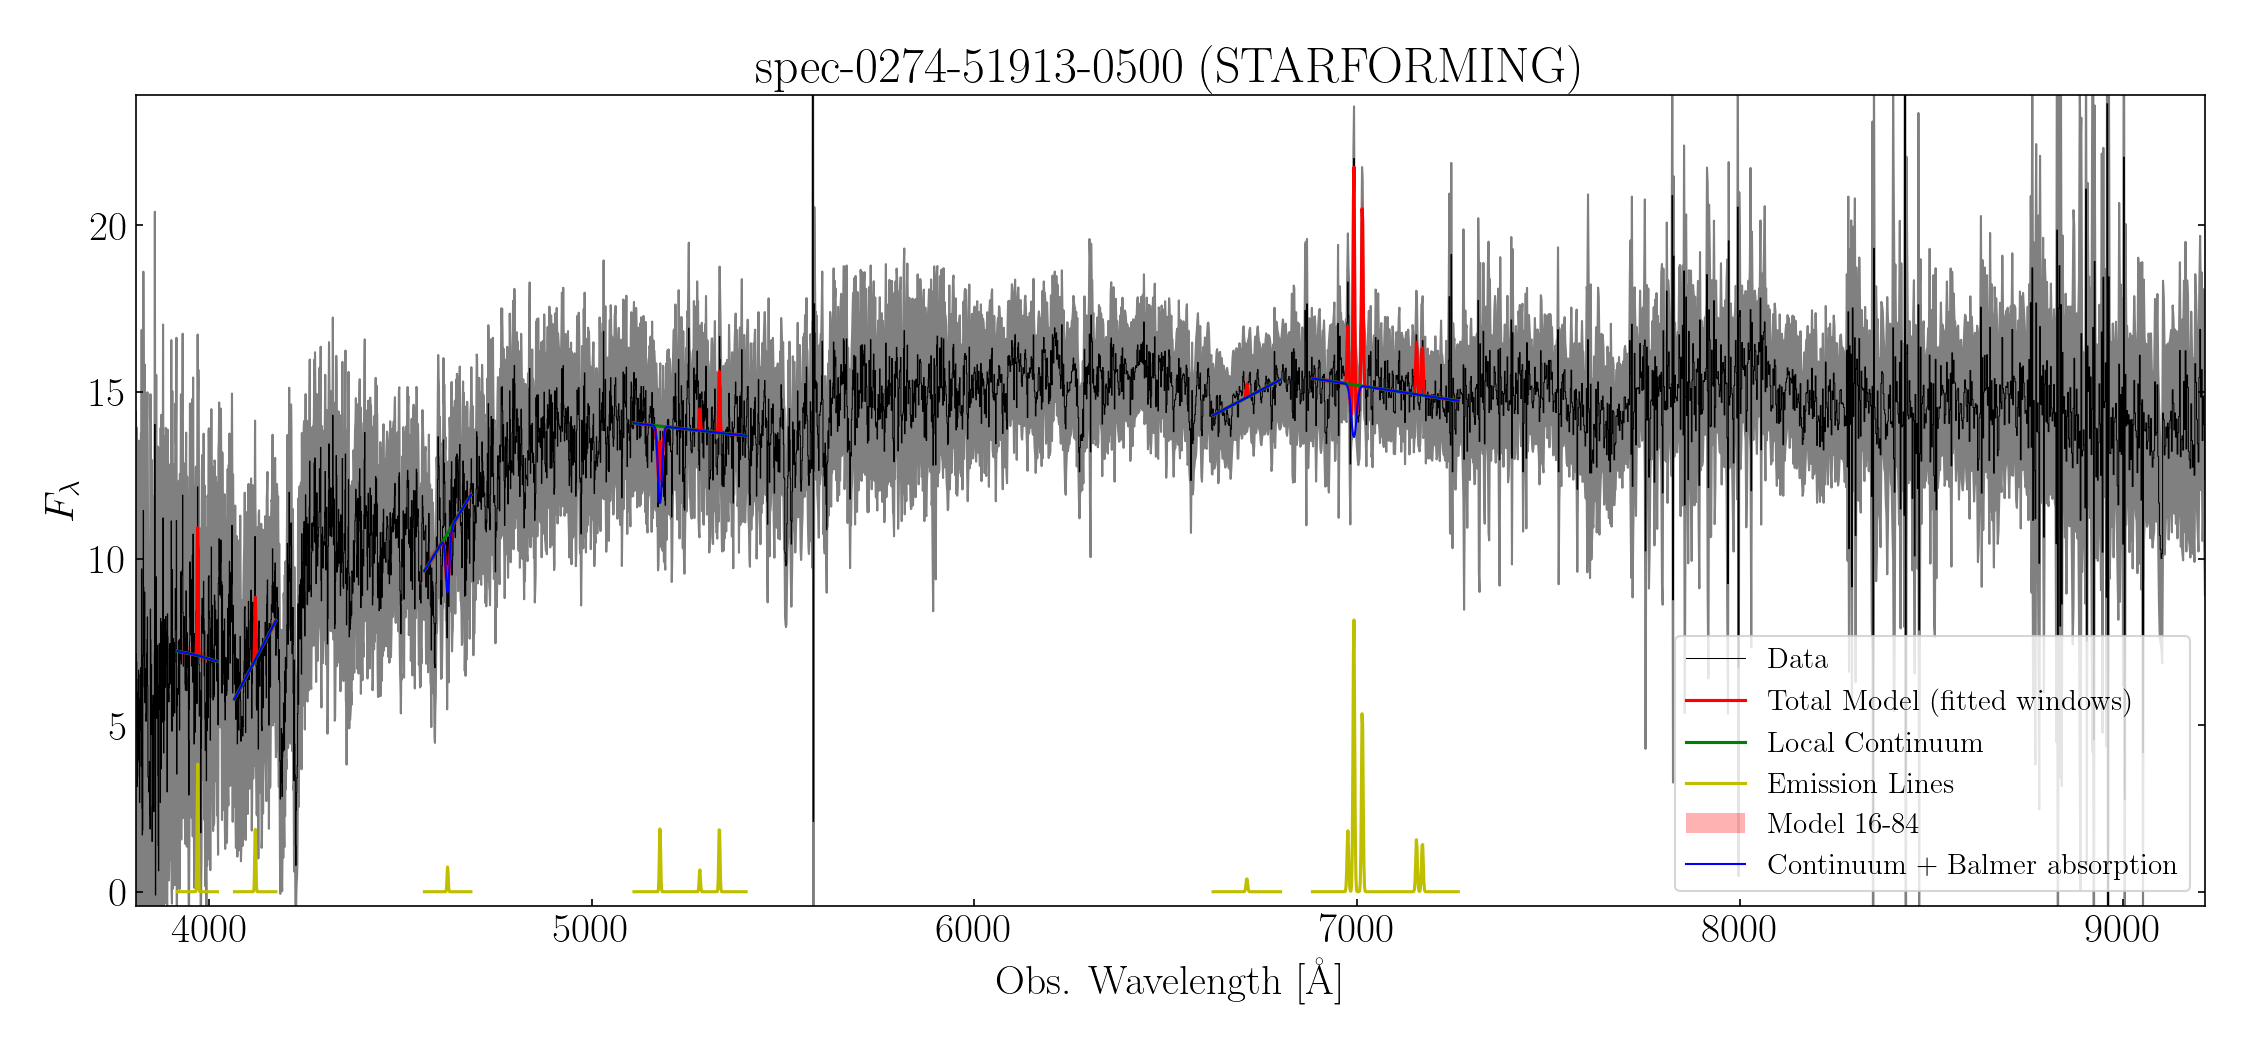 spec-0274-51913-0500 (STARFORMING)
20
15
10
5
0
F_λ
4000 5000 6000 7000 8000 9000
Obs. Wavelength [Å]
Data
Total Model (fitted windows)
Local Continuum
Emission Lines
Model 16-84
Continuum + Balmer absorption